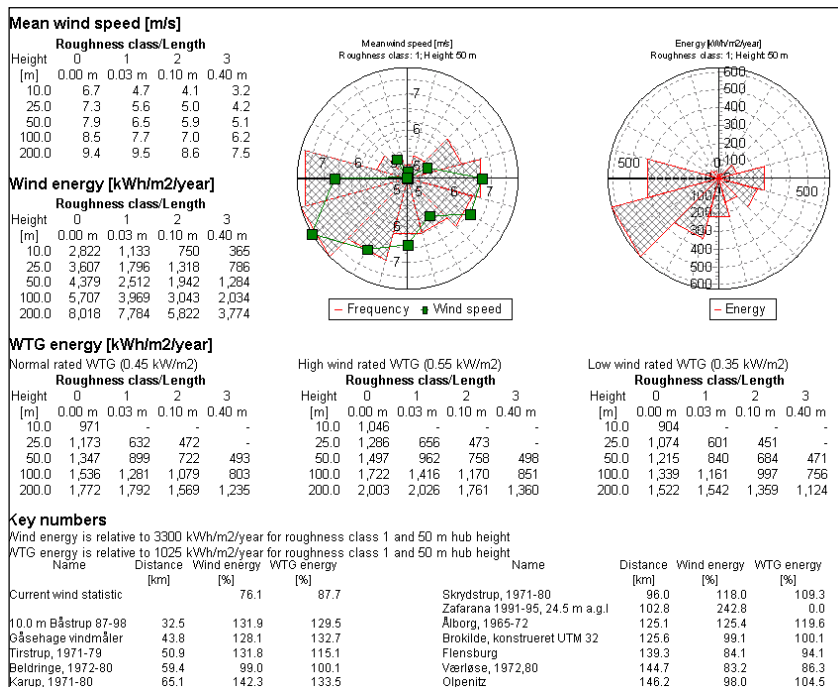 Mean wind speed [m/s]
Roughness class/Length
Height 0 1 2 3
[m] 0.00 m 0.03 m 0.10 m 0.40 m
10.0 6.7 4.7 4.1 3.2
25.0 7.3 5.6 5.0 4.2
50.0 7.9 6.5 5.9 5.1
100.0 8.5 7.7 7.0 6.2
200.0 9.4 9.5 8.6 7.5
Wind energy [kWh/m2/year]
Roughness class/Length
Height 0 1 2 3
[m] 0.00 m 0.03 m 0.10 m 0.40 m
10.0 2,822 1,133 750 365
25.0 3,607 1,796 1,318 786
50.0 4,379 2,512 1,942 1,284
100.0 5,707 3,969 3,043 2,034
200.0 8,018 7,784 5,822 3,774
Mean wind speed [m/s]
Roughness class: 1; Height: 50 m
7
6
7 6 5 5 6 7
6
7
Frequency Wind speed
Energy [kWh/m2/year]
Roughness class: 1; Height: 50 m
600
500
400
300
200
100
500 0 0 500
100
200
300
400
500
600
Energy
WTG energy [kWh/m2/year]
Normal rated WTG (0.45 kW/m2)
Roughness class/Length
Height 0 1 2 3
[m] 0.00 m 0.03 m 0.10 m 0.40 m
10.0 971 - - -
25.0 1,173 632 472 -
50.0 1,347 899 722 493
100.0 1,536 1,281 1,079 803
200.0 1,772 1,792 1,569 1,235
High wind rated WTG (0.55 kW/m2)
Roughness class/Length
Height 0 1 2 3
[m] 0.00 m 0.03 m 0.10 m 0.40 m
10.0 1,046 - - -
25.0 1,286 656 473 -
50.0 1,497 962 758 498
100.0 1,722 1,416 1,170 851
200.0 2,003 2,026 1,761 1,360
Low wind rated WTG (0.35 kW/m2)
Roughness class/Length
Height 0 1 2 3
[m] 0.00 m 0.03 m 0.10 m 0.40 m
10.0 904 - - -
25.0 1,074 601 451 -
50.0 1,215 840 684 471
100.0 1,339 1,161 997 756
200.0 1,522 1,542 1,359 1,124
Key numbers
Wind energy is relative to 3300 kWh/m2/year for roughness class 1 and 50 m hub height
WTG energy is relative to 1025 kWh/m2/year for roughness class 1 and 50 m hub height
Name Distance Wind energy WTG energy
[km] [%] [%]
Current wind statistic 76.1 87.7
10.0 m Båstrup 87-98 32.5 131.9 129.5
Gåsehage vindmåler 43.8 128.1 132.7
Tirstrup, 1971-79 50.9 131.8 115.1
Beldringe, 1972-80 59.4 99.0 100.1
Karup, 1971-80 65.1 142.3 133.5
Name Distance Wind energy WTG energy
[km] [%] [%]
Skrydstrup, 1971-80 96.0 118.0 109.3
Zafarana 1991-95, 24.5 m a.g.l 102.8 242.8 0.0
Ålborg, 1965-72 125.1 125.4 119.6
Brokilde, konstrueret UTM 32 125.6 99.1 100.1
Flensburg 139.3 84.1 94.1
Værløse, 1972,80 144.7 83.2 86.3
Olpenitz 146.2 98.0 104.5